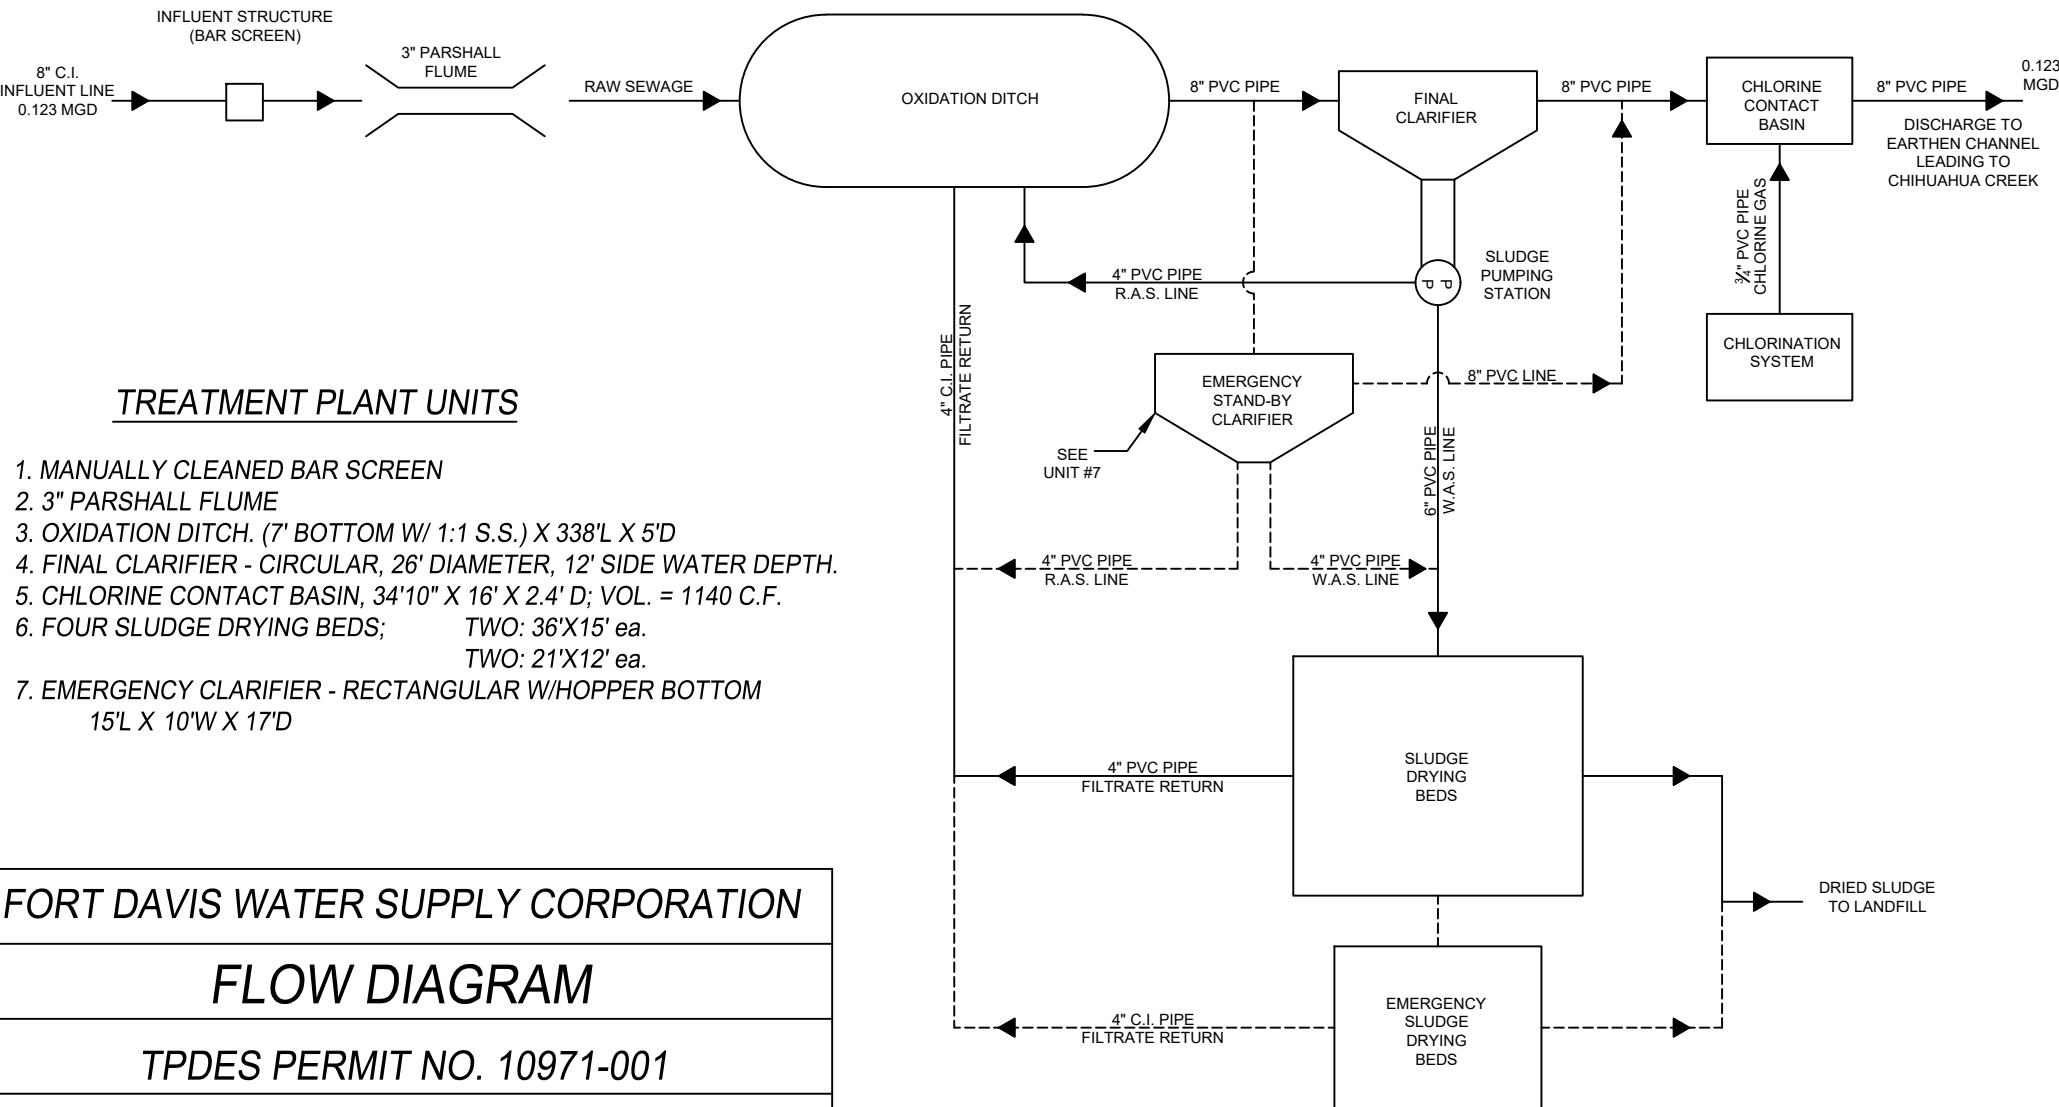 INFLUENT STRUCTURE
(BAR SCREEN)
8" C.I.
INFLUENT LINE
0.123 MGD
3" PARSHALL
FLUME
RAW SEWAGE
OXIDATION DITCH
8" PVC PIPE
FINAL
CLARIFIER
8" PVC PIPE
CHLORINE
CONTACT
BASIN
8" PVC PIPE
0.123
MGD
DISCHARGE TO
EARTHEN CHANNEL
LEADING TO
CHIHUAHUA CREEK
3/4" PVC PIPE
CHLORINE GAS
CHLORINATION
SYSTEM
SLUDGE
PUMPING
STATION
P P
4" PVC PIPE
R.A.S. LINE
4" C.I. PIPE
FILTRATE RETURN
EMERGENCY
STAND-BY
CLARIFIER
8" PVC LINE
SEE
UNIT #7
6" PVC PIPE
W.A.S. LINE
4" PVC PIPE
R.A.S. LINE
4" PVC PIPE
W.A.S. LINE
TREATMENT PLANT UNITS
1. MANUALLY CLEANED BAR SCREEN
2. 3" PARSHALL FLUME
3. OXIDATION DITCH. (7' BOTTOM W/ 1:1 S.S.) X 338'L X 5'D
4. FINAL CLARIFIER - CIRCULAR, 26' DIAMETER, 12' SIDE WATER DEPTH.
5. CHLORINE CONTACT BASIN, 34'10" X 16' X 2.4' D; VOL. = 1140 C.F.
6. FOUR SLUDGE DRYING BEDS; TWO: 36'X15' ea.
TWO: 21'X12' ea.
7. EMERGENCY CLARIFIER - RECTANGULAR W/HOPPER BOTTOM
15'L X 10'W X 17'D
4" PVC PIPE
FILTRATE RETURN
SLUDGE
DRYING
BEDS
DRIED SLUDGE
TO LANDFILL
4" C.I. PIPE
FILTRATE RETURN
EMERGENCY
SLUDGE
DRYING
BEDS
FORT DAVIS WATER SUPPLY CORPORATION
FLOW DIAGRAM
TPDES PERMIT NO. 10971-001